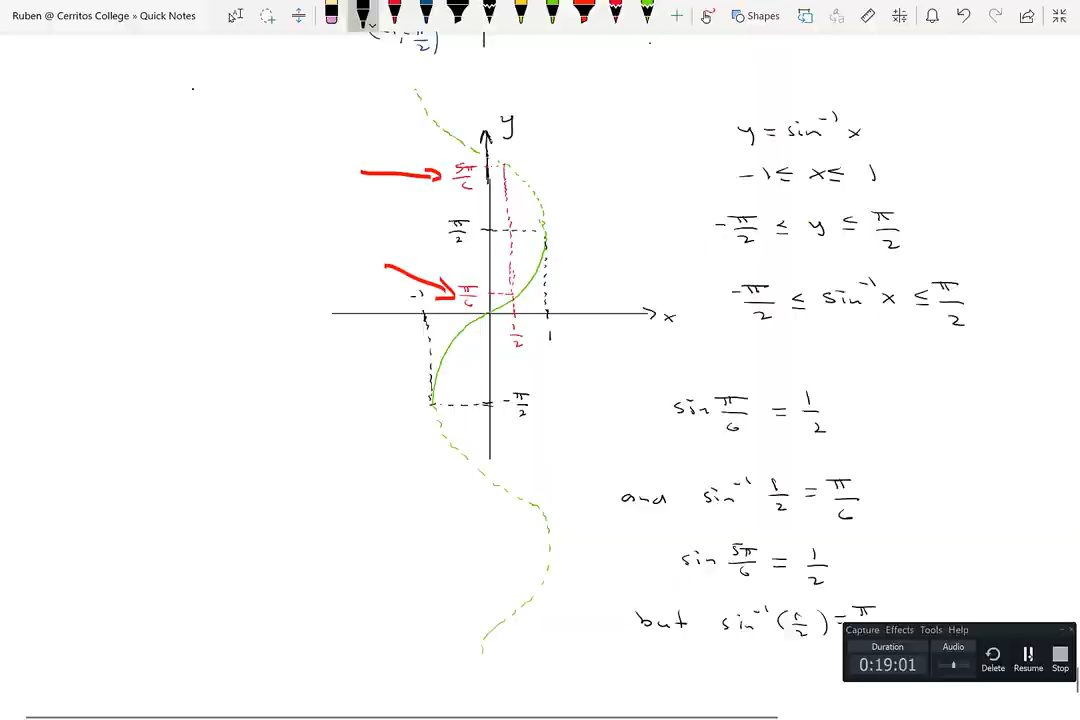 Ruben @ Cerritos College » Quick Notes
Shapes
y
5π/6
π/2
π/6
-1
x
1/2
1
-π/2
y = sin⁻¹ x
-1 ≤ x ≤ 1
-π/2 ≤ y ≤ π/2
-π/2 ≤ sin⁻¹ x ≤ π/2
sin π/6 = 1/2
and sin⁻¹ 1/2 = π/6
sin 5π/6 = 1/2
but sin⁻¹ (1/2) = π
Capture Effects Tools Help
Duration
Audio
0:19:01
Delete
Resume
Stop